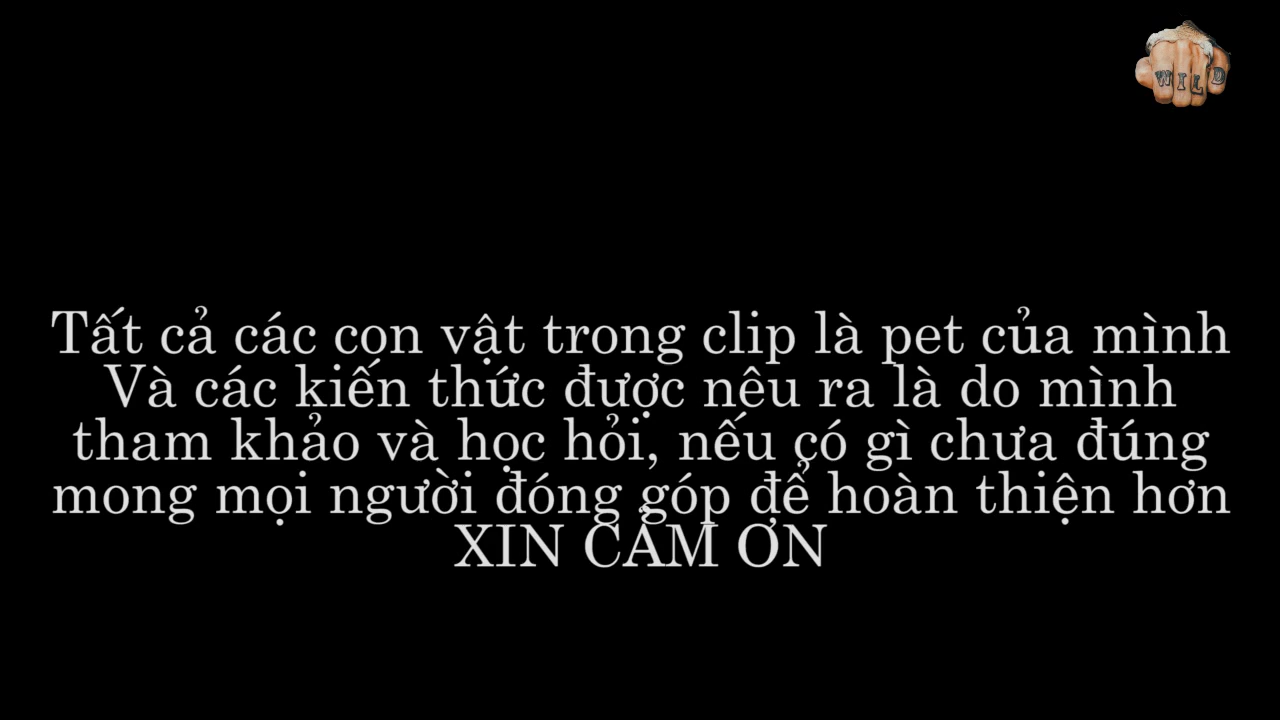 WILD
Tất cả các con vật trong clip là pet của mình
Và các kiến thức được nêu ra là do mình
tham khảo và học hỏi, nếu có gì chưa đúng
mong mọi người đóng góp để hoàn thiện hơn
XIN CẢM ƠN